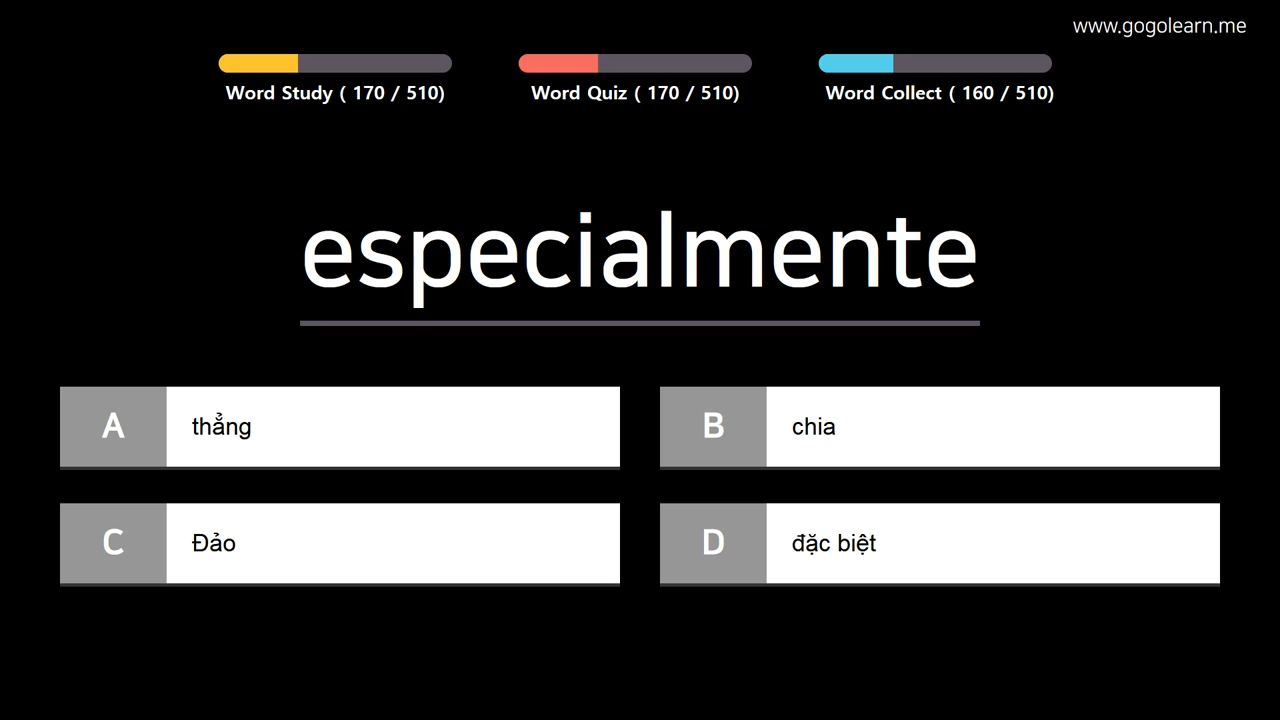 www.gogolearn.me
Word Study ( 170 / 510)
Word Quiz ( 170 / 510)
Word Collect ( 160 / 510)
especialmente
A thẳng
B chia
C Đảo
D đặc biệt